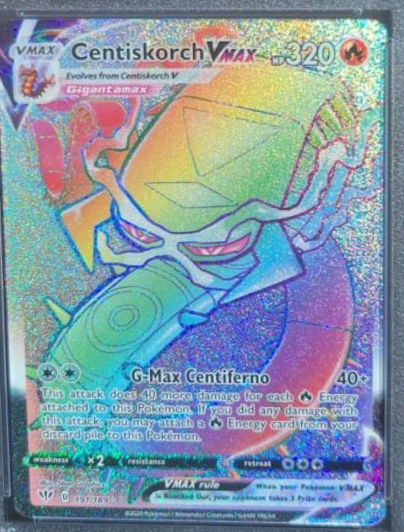 VMAX
Centiskorch VMAX HP 320
Evolves from Centiskorch V
Gigantamax
G-Max Centiferno 40+
This attack does 40 more damage for each Energy
attached to this Pokémon. If you did any damage with
this attack, you may attach a Energy card from your
discard pile to this Pokémon.
weakness ×2 resistance retreat
VMAX rule When your Pokémon VMAX
is Knocked Out, your opponent takes 3 Prize cards.
D 191/189
©2020 Pokémon / Nintendo / Creatures / GAME FREAK